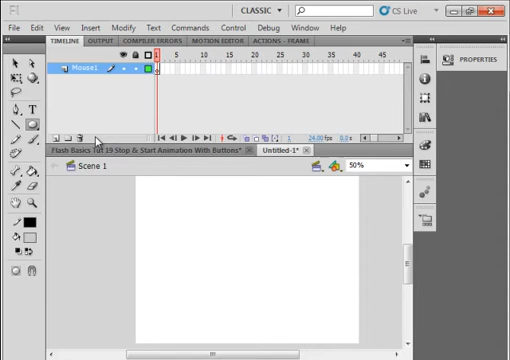 Fl CLASSIC CS Live
File Edit View Insert Modify Text Commands Control Debug Window Help
TIMELINE OUTPUT COMPILER ERRORS MOTION EDITOR ACTIONS - FRAME
PROPERTIES
1 5 10 15 20 25 30 35 40 45 50
Mouse1
1 24.00 fps 0.0 s
Flash Basics Tut 19 Stop & Start Animation With Buttons* Untitled-1*
Scene 1 50%
T